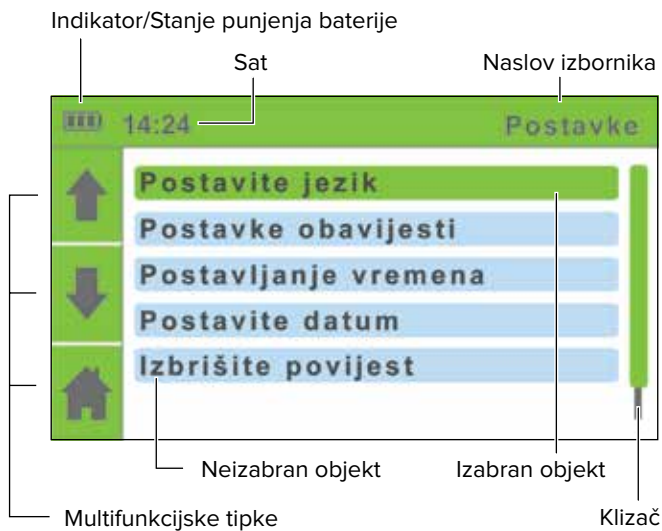 Indikator/Stanje punjenja baterije
Sat
Naslov izbornika
14:24
Postavke
Postavite jezik
Postavke obavijesti
Postavljanje vremena
Postavite datum
Izbrišite povijest
Neizabran objekt
Izabran objekt
Multifunkcijske tipke
Klizač